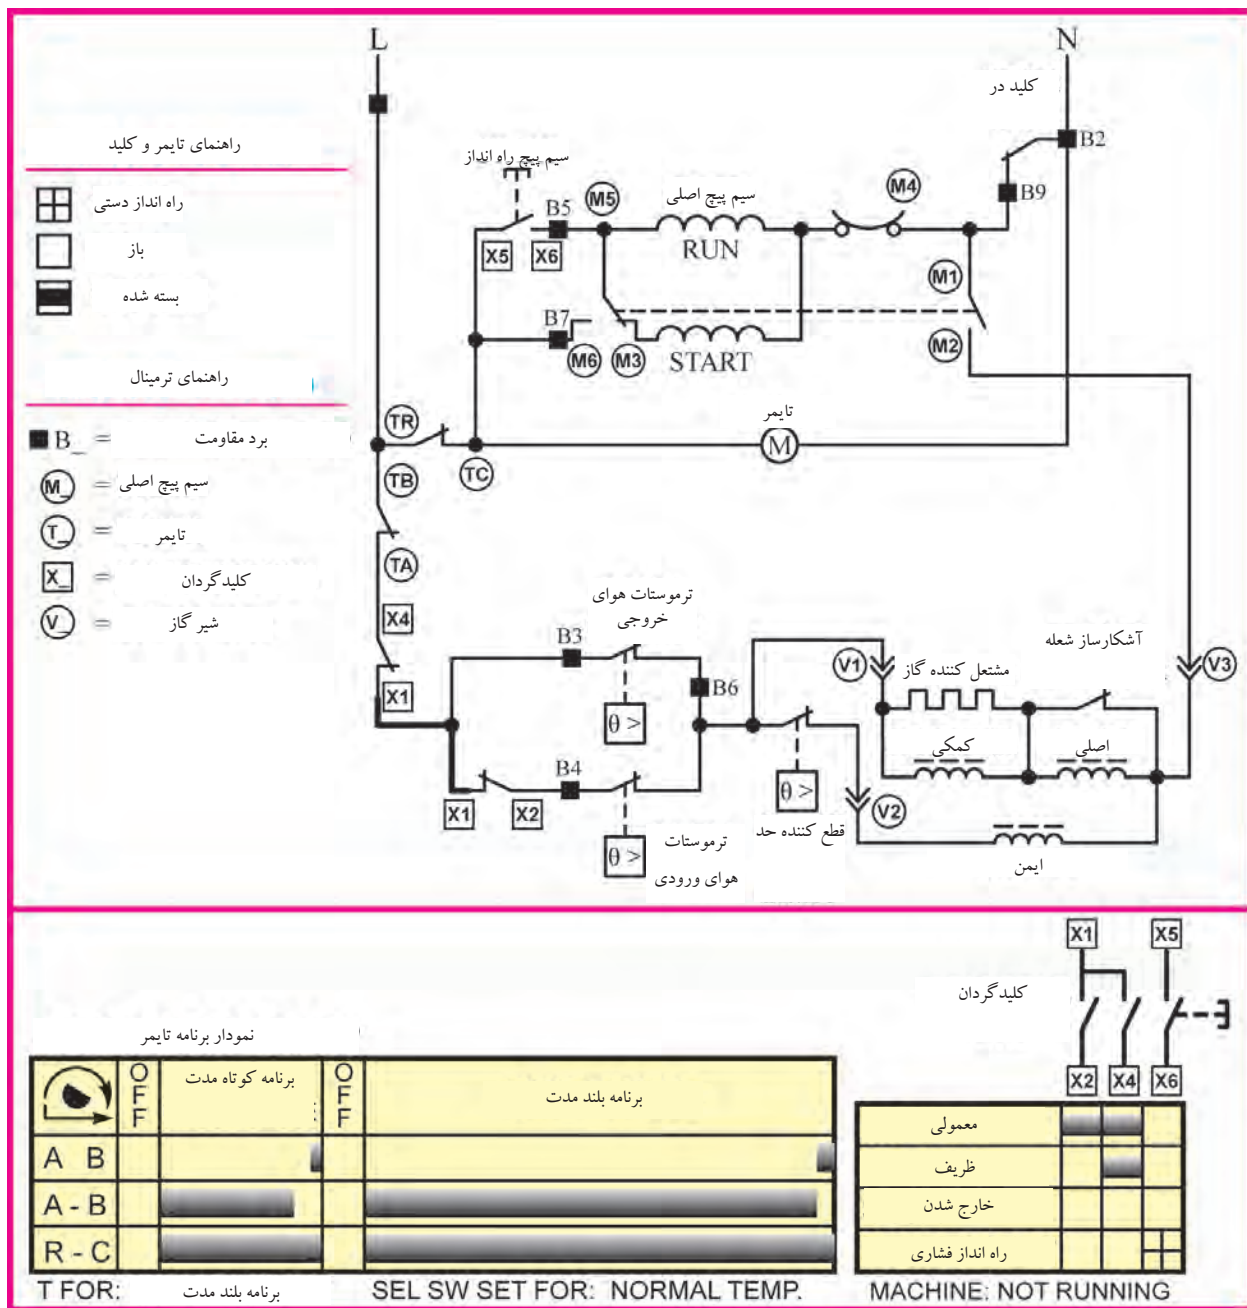 L
N
کلید در
B2
راهنمای تایمر و کلید
سیم پیچ راه انداز
راه انداز دستی
باز
بسته شده
X5
X6
B5
M5
سیم پیچ اصلی
RUN
M4
B9
M1
B7
M6
M3
START
M2
راهنمای ترمینال
B_ = برد مقاومت
M_ = سیم پیچ اصلی
T_ = تایمر
X_ = کلیدگردان
V_ = شیر گاز
TR
TC
تایمر
M
TB
TA
X4
X1
ترموستات هوای
خروجی
B3
B6
θ >
X1
X2
B4
θ >
ترموستات
هوای ورودی
θ >
قطع کننده حد
V1
مشتعل کننده گاز
آشکارساز شعله
V3
کمکی
اصلی
V2
ایمن
کلیدگردان
X1
X5
X2
X4
X6
معمولی
ظریف
خارج شدن
راه انداز فشاری
نمودار برنامه تایمر
OFF
برنامه کوتاه مدت
OFF
برنامه بلند مدت
A B
A - B
R - C
T FOR: برنامه بلند مدت SEL SW SET FOR: NORMAL TEMP. MACHINE: NOT RUNNING